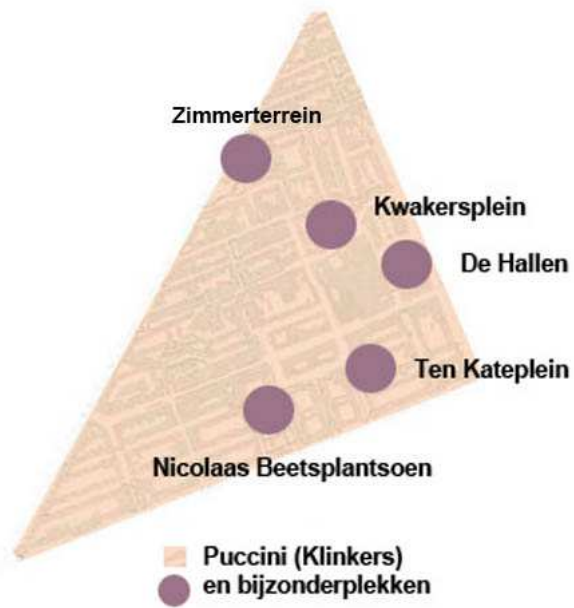 Zimmerterrein
Kwakersplein
De Hallen
Ten Kateplein
Nicolaas Beetsplantsoen
Puccini (Klinkers)
en bijzonderplekken